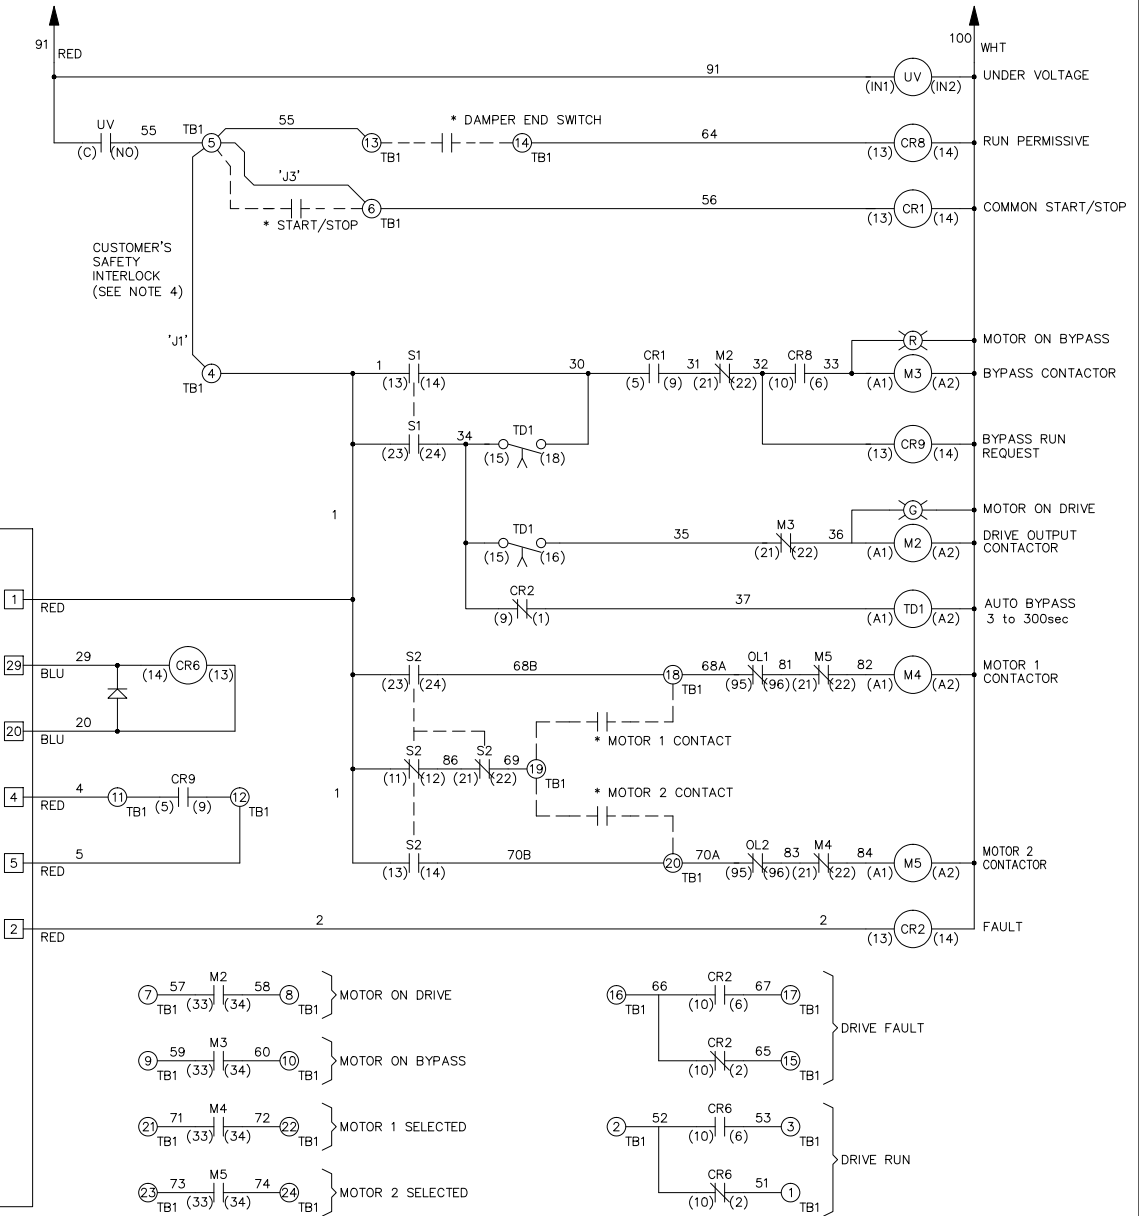 91 RED
100 WHT
91
(IN1) UV (IN2) UNDER VOLTAGE
UV
(C) (NO)
55
TB1 5
55
13 TB1
* DAMPER END SWITCH
14 TB1
64
(13) CR8 (14) RUN PERMISSIVE
'J3'
* START/STOP
6 TB1
56
(13) CR1 (14) COMMON START/STOP
CUSTOMER'S
SAFETY
INTERLOCK
(SEE NOTE 4)
'J1'
TB1 4
1
S1
(13) (14)
30
CR1
(5) (9)
31
M2
(21) (22)
32
CR8
(10) (6)
33
R MOTOR ON BYPASS
(A1) M3 (A2) BYPASS CONTACTOR
S1
(23) (24)
34
TD1
(15) (18)
(13) CR9 (14) BYPASS RUN
REQUEST
1
TD1
(15) (16)
35
M3
(21) (22)
36
G MOTOR ON DRIVE
(A1) M2 (A2) DRIVE OUTPUT
CONTACTOR
CR2
(9) (1)
37
(A1) TD1 (A2) AUTO BYPASS
3 to 300sec
1 RED
29 BLU 29
(14) CR6 (13)
20 BLU 20
S2
(23) (24)
68B
18 TB1
68A
OL1
(95) (96)
81
M5
(21) (22)
82
(A1) M4 (A2) MOTOR 1
CONTACTOR
* MOTOR 1 CONTACT
S2
(11) (12)
86
S2
(21) (22)
69
19 TB1
* MOTOR 2 CONTACT
1
4 RED 4
11 TB1
CR9
(5) (9)
12 TB1
5 RED 5
S2
(13) (14)
70B
20 TB1
70A
OL2
(95) (96)
83
M4
(21) (22)
84
(A1) M5 (A2) MOTOR 2
CONTACTOR
2 RED
2
2
(13) CR2 (14) FAULT
7 TB1 57 M2 (33) (34) 58 8 TB1 MOTOR ON DRIVE
9 TB1 59 M3 (33) (34) 60 10 TB1 MOTOR ON BYPASS
21 TB1 71 M4 (33) (34) 72 22 TB1 MOTOR 1 SELECTED
23 TB1 73 M5 (33) (34) 74 24 TB1 MOTOR 2 SELECTED
16 TB1 66 CR2 (10) (6) 67 17 TB1
DRIVE FAULT
CR2 (10) (2) 65 15 TB1
2 TB1 52 CR6 (10) (6) 53 3 TB1
DRIVE RUN
CR6 (10) (2) 51 1 TB1